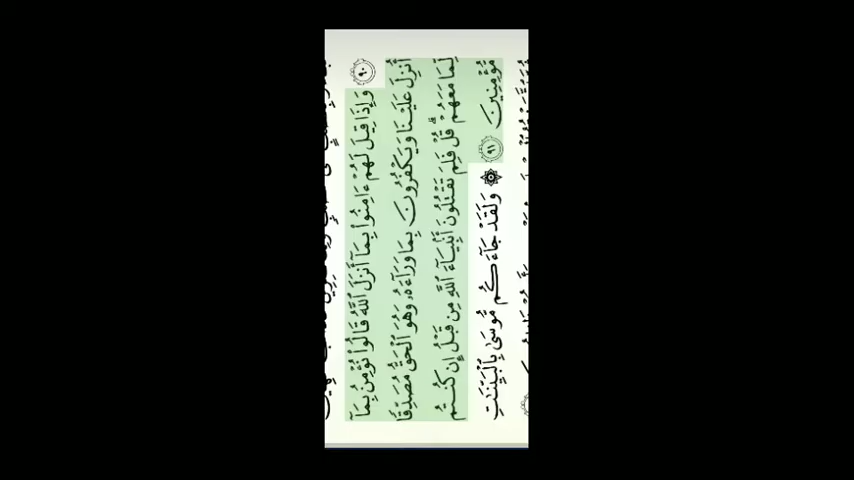 ٩٠
وَإِذَا قِيلَ لَهُمْ ءَامِنُوا۟ بِمَآ أَنزَلَ ٱللَّهُ قَالُوا۟ نُؤْمِنُ بِمَآ
أُنزِلَ عَلَيْنَا وَيَكْفُرُونَ بِمَا وَرَآءَهُۥ وَهُوَ ٱلْحَقُّ مُصَدِّقًا
لِّمَا مَعَهُمْ ۗ قُلْ فَلِمَ تَقْتُلُونَ أَنۢبِيَآءَ ٱللَّهِ مِن قَبْلُ إِن كُنتُم
مُّؤْمِنِينَ ٩١ ۞ وَلَقَدْ جَآءَكُم مُّوسَىٰ بِٱلْبَيِّنَـٰتِ